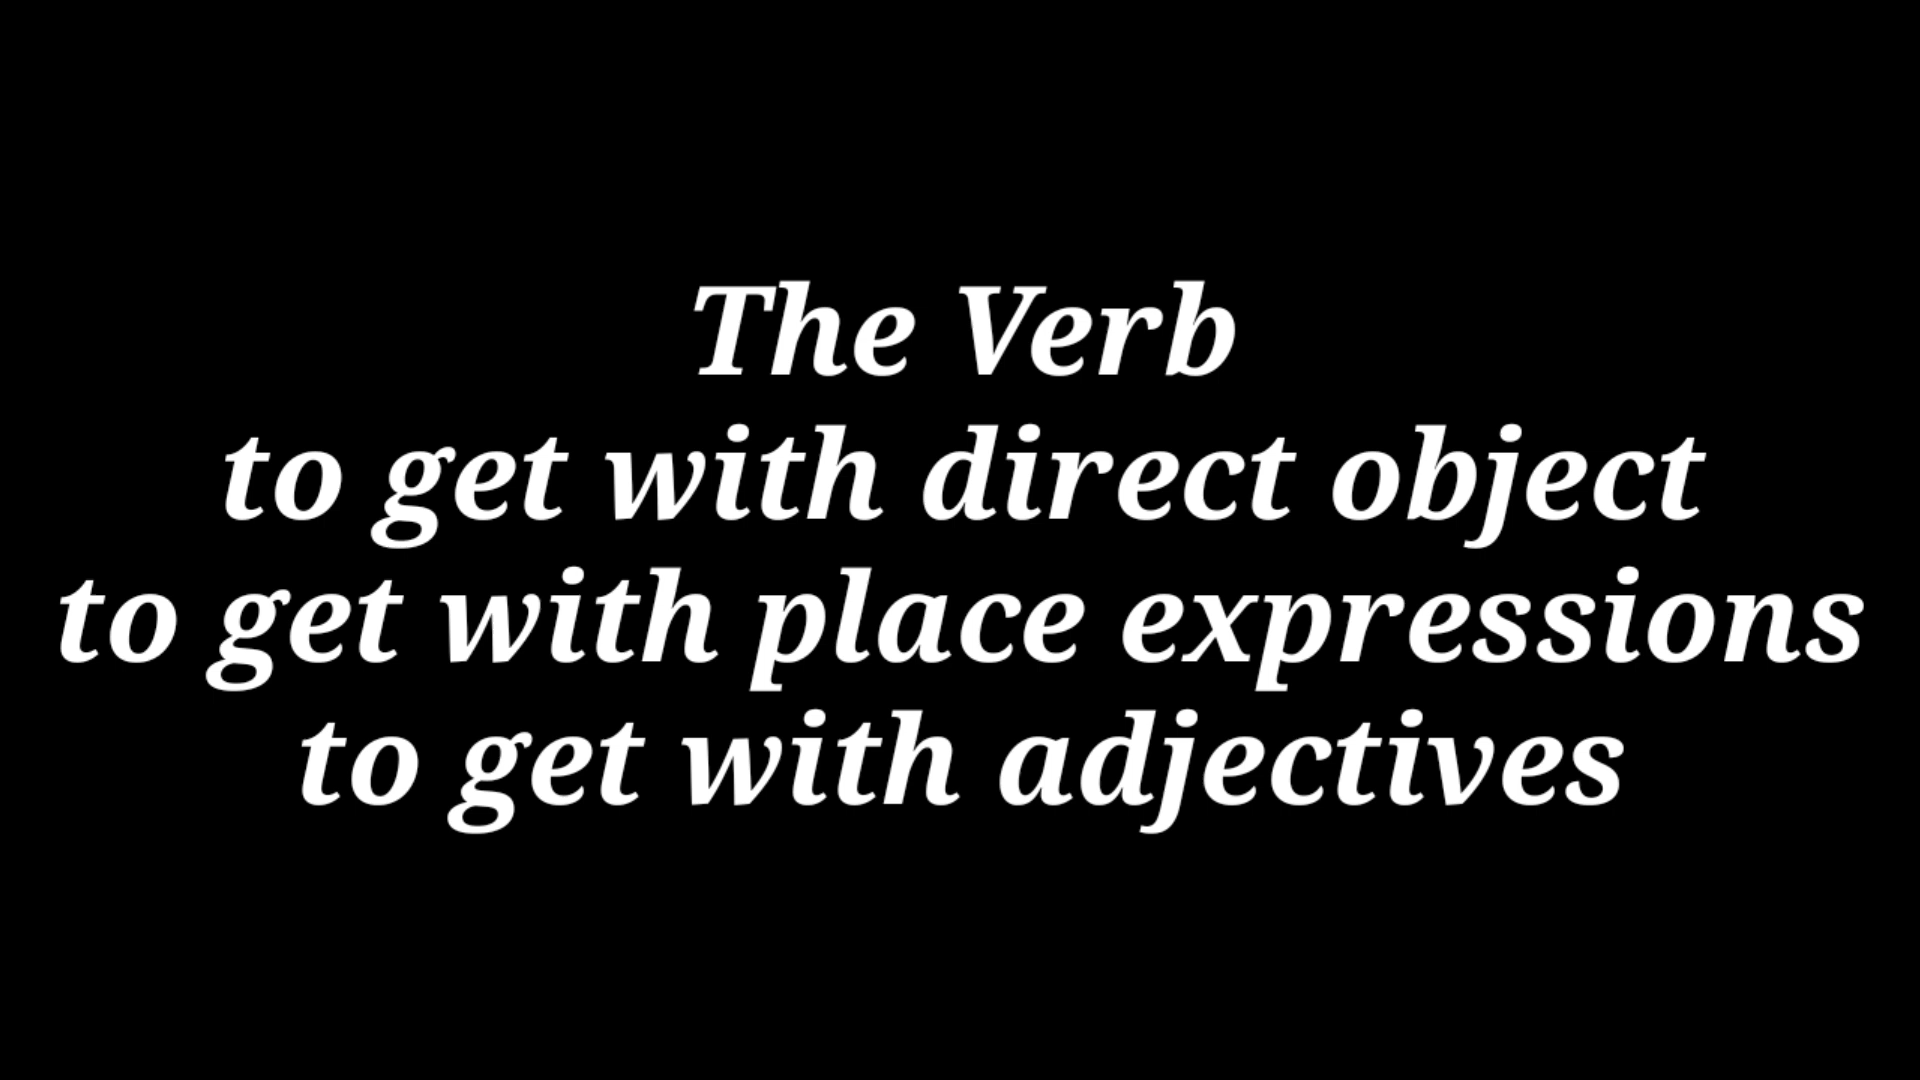 The Verb
to get with direct object
to get with place expressions
to get with adjectives